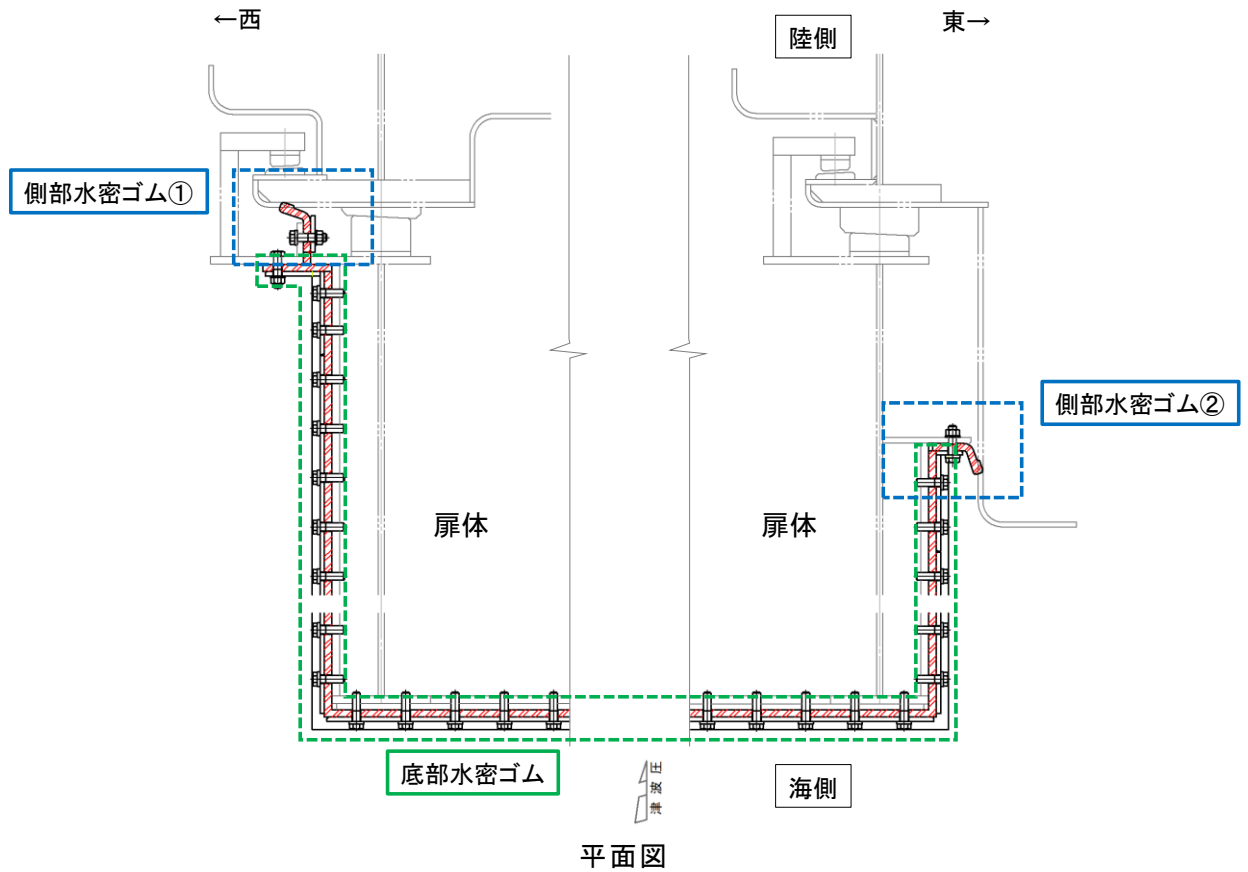 ←西
東→
陸側
側部水密ゴム①
側部水密ゴム②
扉体
扉体
底部水密ゴム
津波圧
海側
平面図